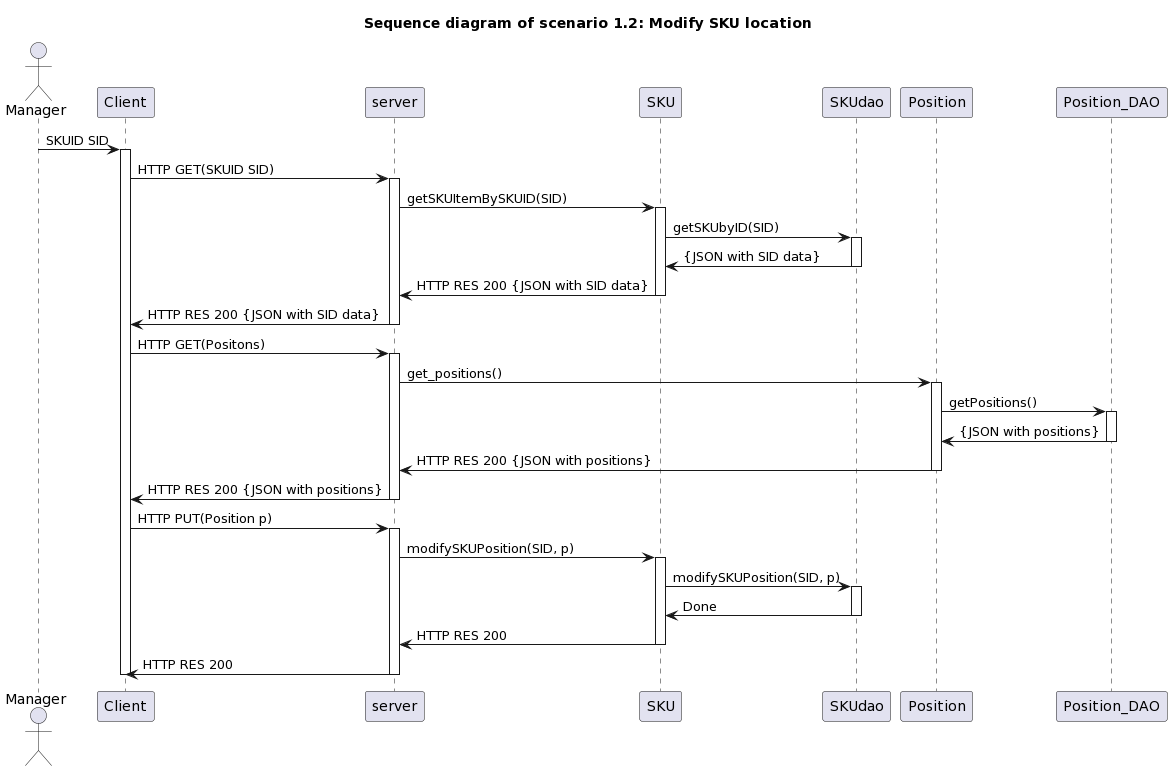 Sequence diagram of scenario 1.2: Modify SKU location
Manager
Client
server
SKU
SKUdao
Position
Position_DAO
SKUID SID
HTTP GET(SKUID SID)
getSKUItemBySKUID(SID)
getSKUbyID(SID)
{JSON with SID data}
HTTP RES 200 {JSON with SID data}
HTTP RES 200 {JSON with SID data}
HTTP GET(Positons)
get_positions()
getPositions()
{JSON with positions}
HTTP RES 200 {JSON with positions}
HTTP RES 200 {JSON with positions}
HTTP PUT(Position p)
modifySKUPosition(SID, p)
modifySKUPosition(SID, p)
Done
HTTP RES 200
HTTP RES 200
Manager
Client
server
SKU
SKUdao
Position
Position_DAO